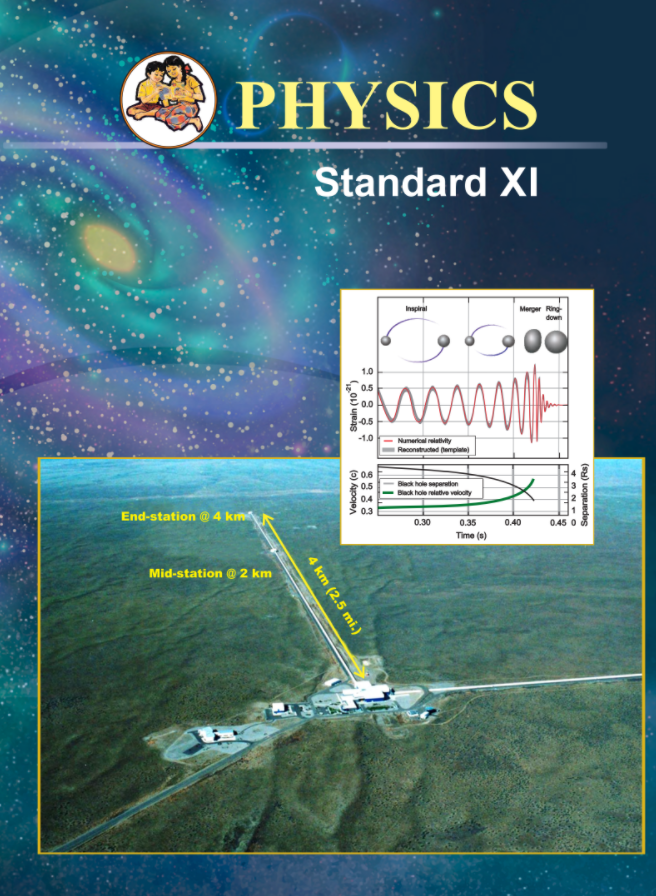 PHYSICS
Standard XI
Inspiral Merger Ring-
down
Strain (10⁻²¹)
1.0
0.5
0.0
-0.5
-1.0
Numerical relativity
Reconstructed (template)
Velocity (c)
0.6
0.5
0.4
0.3
Black hole separation
Black hole relative velocity
4
3
2
1
0
Separation (Rs)
0.30 0.35 0.40 0.45
Time (s)
End-station @ 4 km
Mid-station @ 2 km
4 km (2.5 mi.)